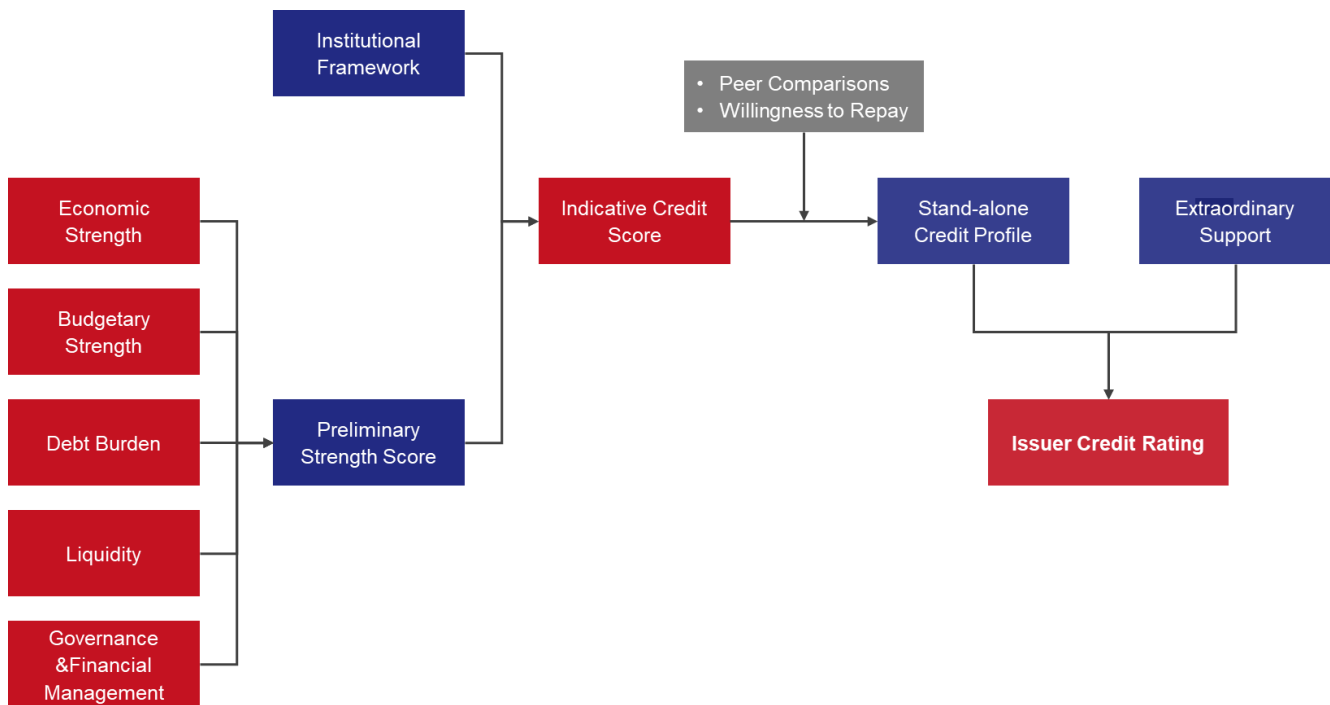 Institutional
Framework
• Peer Comparisons
• Willingness to Repay
Economic
Strength
Indicative Credit
Score
Stand-alone
Credit Profile
Extraordinary
Support
Budgetary
Strength
Debt Burden
Preliminary
Strength Score
Issuer Credit Rating
Liquidity
Governance
&Financial
Management